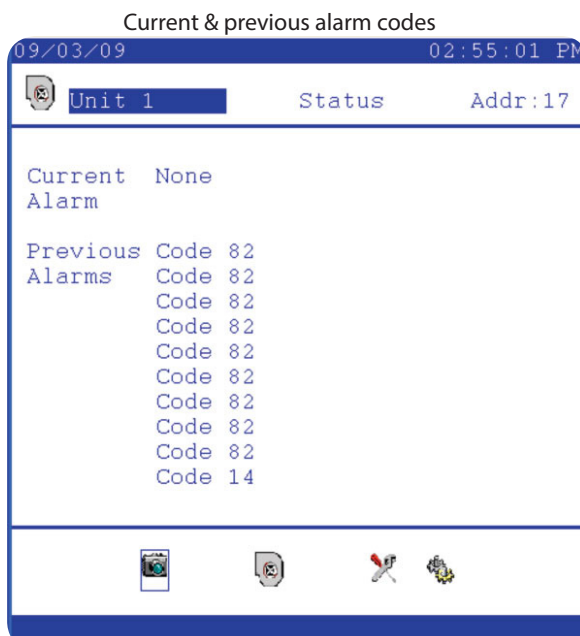 Current & previous alarm codes
09/03/09 02:55:01 PM
Unit 1 Status Addr:17
Current None
Alarm
Previous Code 82
Alarms Code 82
Code 82
Code 82
Code 82
Code 82
Code 82
Code 82
Code 82
Code 14